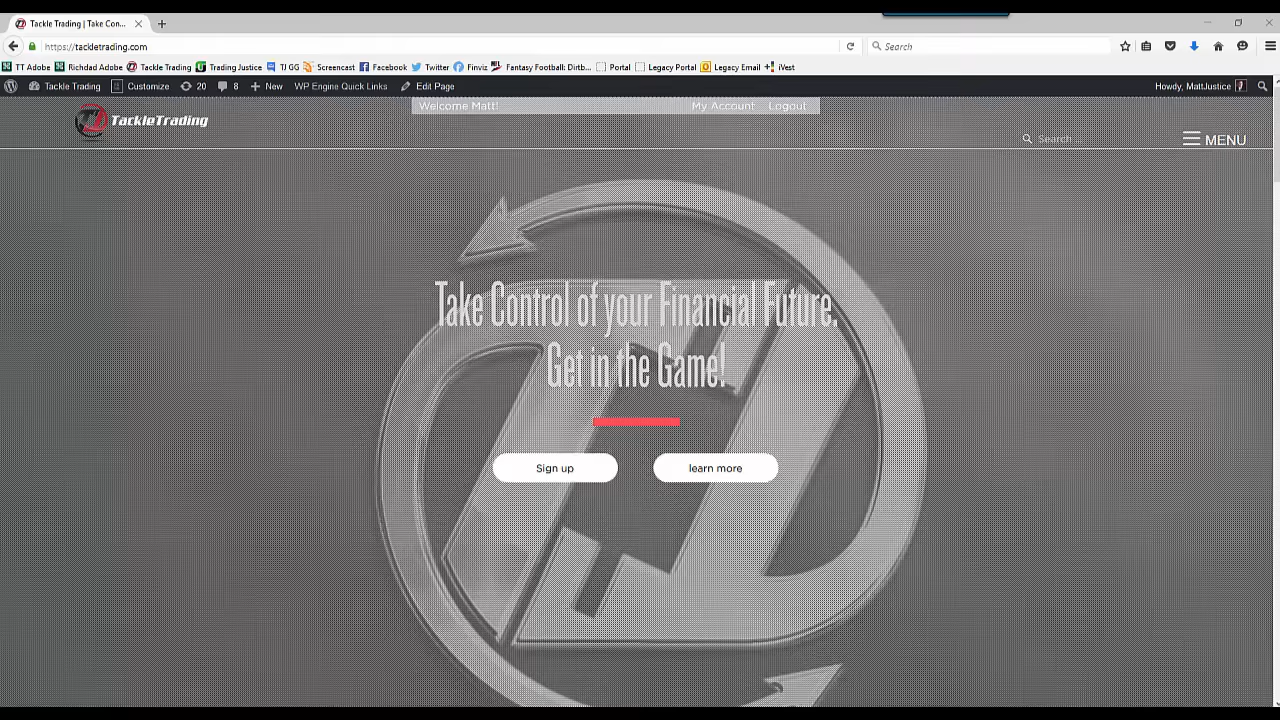 Tackle Trading | Take Con...
https://tackletrading.com
Search
TT Adobe Richdad Adobe Tackle Trading Trading Justice TJ GG Screencast Facebook Twitter Finviz Fantasy Football: Dirtb... Portal Legacy Portal Legacy Email iVest
Tackle Trading Customize 20 8 New WP Engine Quick Links Edit Page Howdy, MattJustice
Welcome Matt! My Account Logout
TackleTrading
Search ...
MENU
Take Control of your Financial Future.
Get in the Game!
Sign up learn more